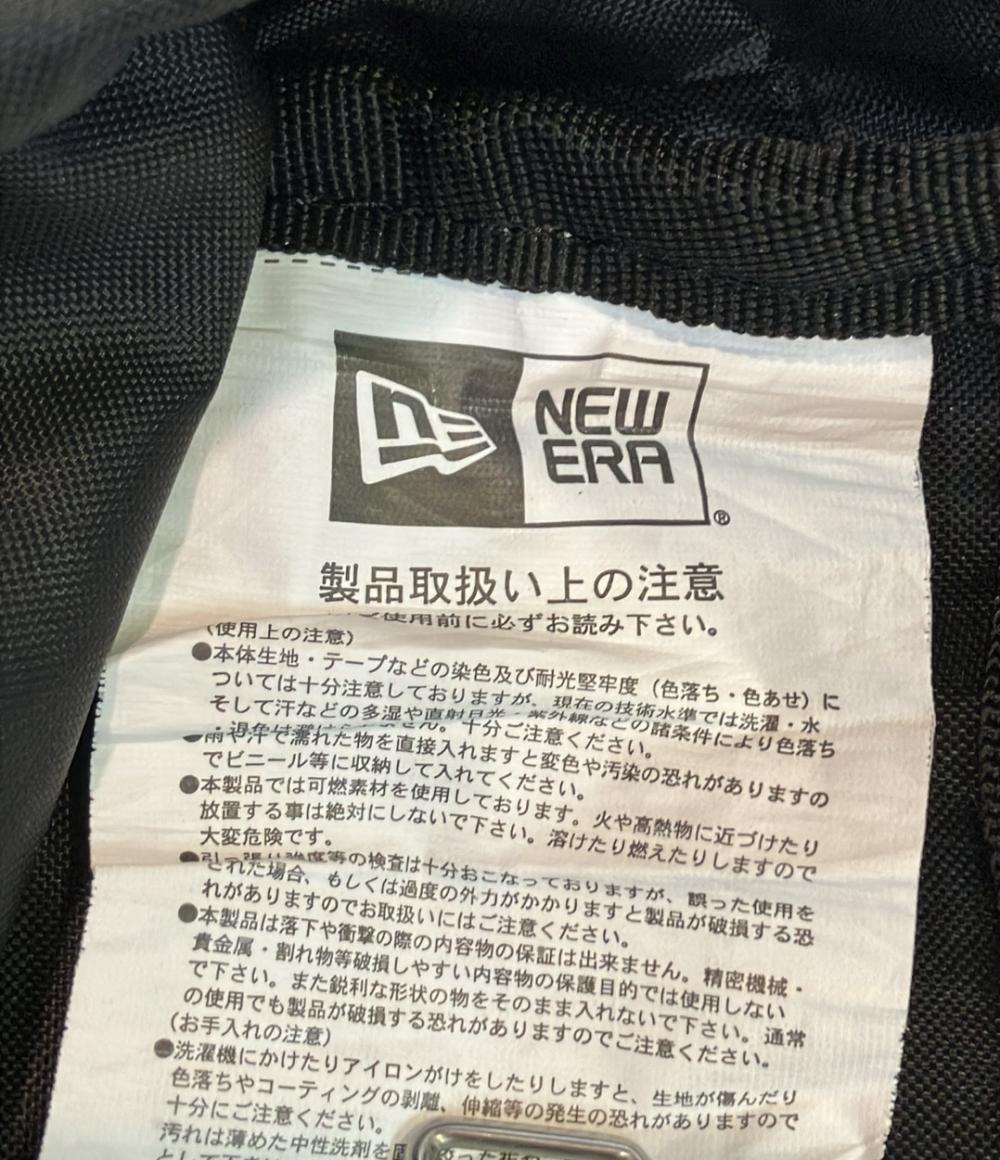 NEW
ERA
®
製品取扱い上の注意
使用前に必ずお読み下さい。
(使用上の注意)
●本体生地・テープなどの染色及び耐光堅牢度(色落ち・色あせ)に
ついては十分注意しておりますが、現在の技術水準では洗濯・水
そして汗などの多湿や直射日光・紫外線などの諸条件により色落ち
・退色は 十分ご注意ください。
●雨や汗で濡れた物を直接入れますと変色や汚染の恐れがありますの
でビニール等に収納して入れてください。
●本製品では可燃素材を使用しております。火や高熱物に近づけたり
放置する事は絶対にしないで下さい。溶けたり燃えたりしますので
大変危険です。
●引っ張り強度等の検査は十分おこなっておりますが、誤った使用を
された場合、もしくは過度の外力がかかりますと製品が破損する恐
れがありますのでお取扱いにはご注意ください。
●本製品は落下や衝撃の際の内容物の保証は出来ません。精密機械・
貴金属・割れ物等破損しやすい内容物の保護目的では使用しない
で下さい。また鋭利な形状の物をそのまま入れないで下さい。通常
の使用でも製品が破損する恐れがありますのでご注意ください。
(お手入れの注意)
●洗濯機にかけたりアイロンがけをしたりしますと、生地が傷んだり
色落ちやコーティングの剥離、伸縮等の発生の恐れがありますので
十分にご注意ください。
汚れは薄めた中性洗剤を
として下さ